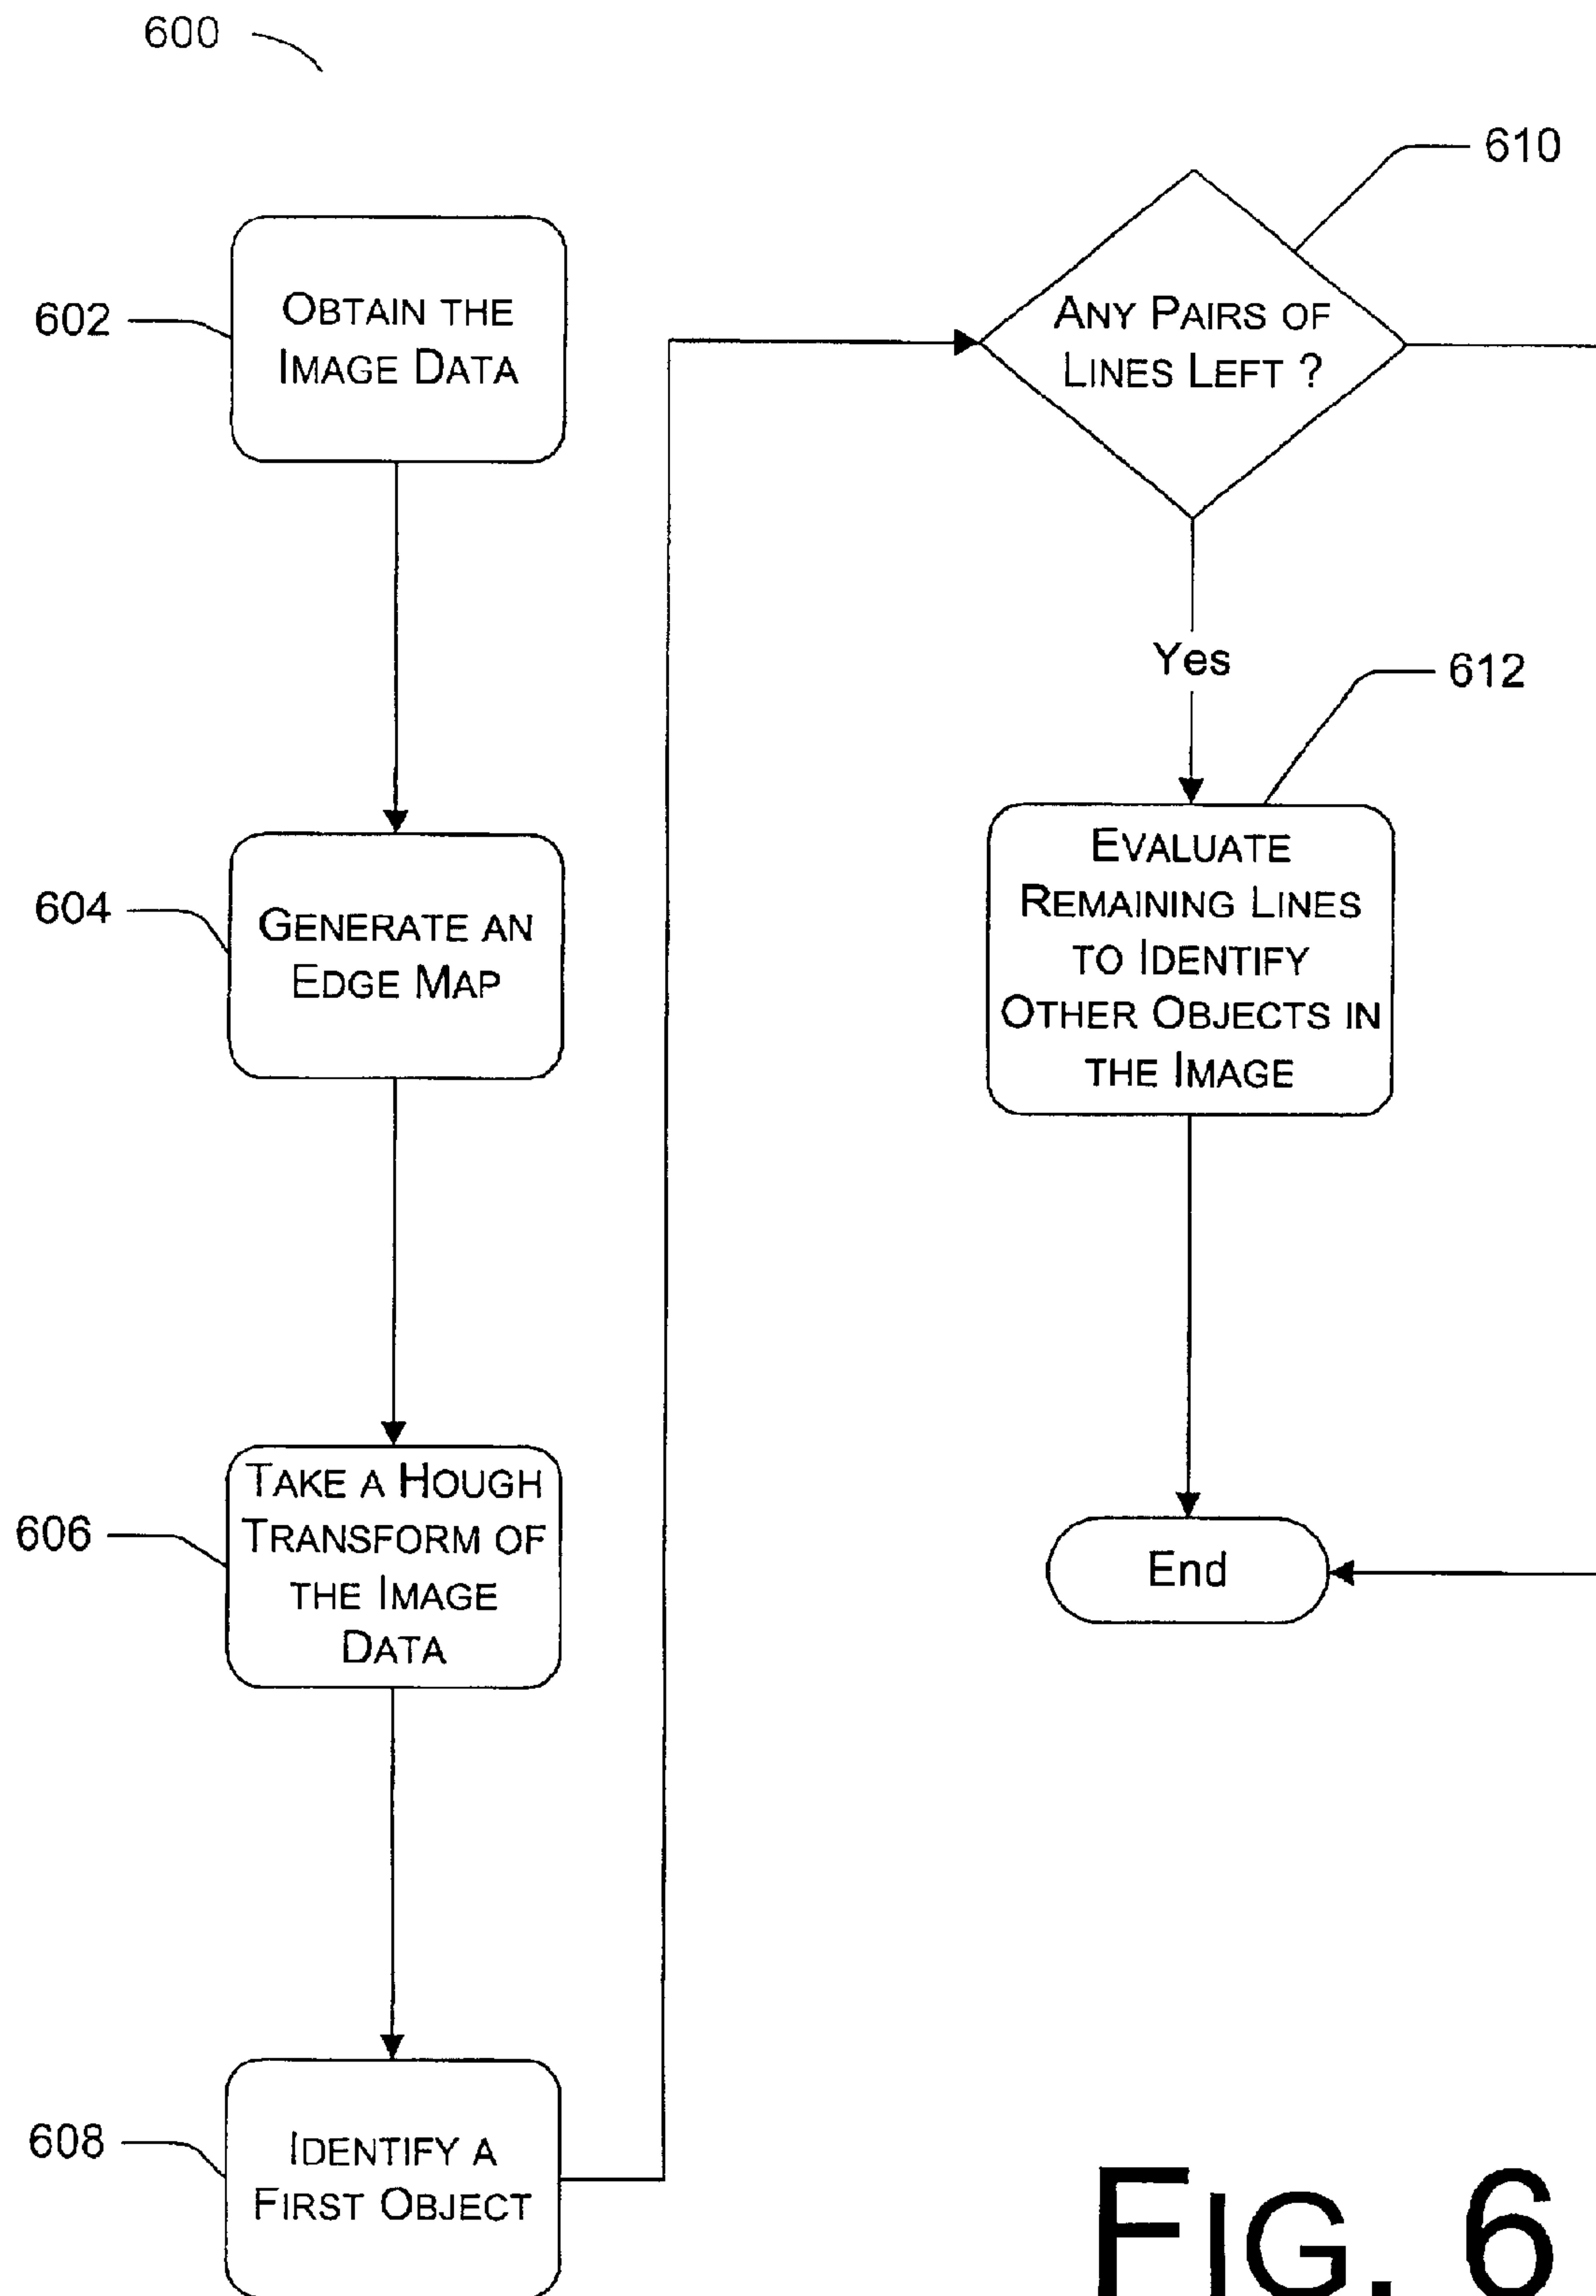 600
602
OBTAIN THE
IMAGE DATA
604
GENERATE AN
EDGE MAP
606
TAKE A HOUGH
TRANSFORM OF
THE IMAGE
DATA
608
IDENTIFY A
FIRST OBJECT
610
ANY PAIRS OF
LINES LEFT ?
Yes
612
EVALUATE
REMAINING LINES
TO IDENTIFY
OTHER OBJECTS IN
THE IMAGE
End
FIG. 6